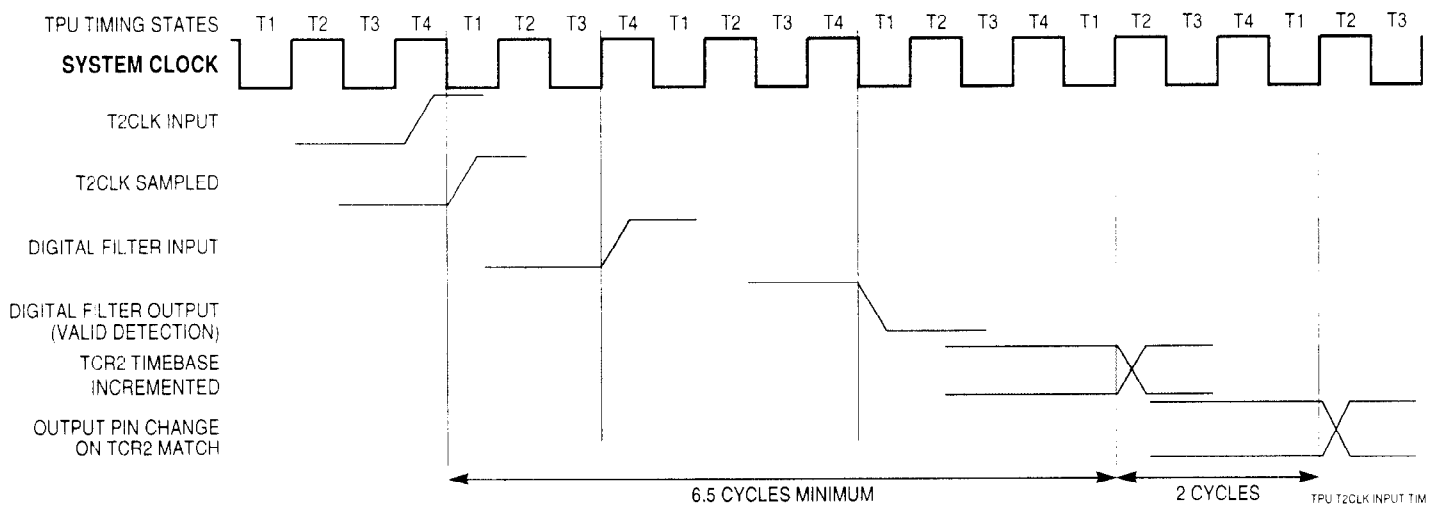 TPU TIMING STATES T1 T2 T3 T4 T1 T2 T3 T4 T1 T2 T3 T4 T1 T2 T3 T4 T1 T2 T3 T4 T1 T2 T3
SYSTEM CLOCK
T2CLK INPUT
T2CLK SAMPLED
DIGITAL FILTER INPUT
DIGITAL FILTER OUTPUT
(VALID DETECTION)
TCR2 TIMEBASE
INCREMENTED
OUTPUT PIN CHANGE
ON TCR2 MATCH
6.5 CYCLES MINIMUM
2 CYCLES
TPU T2CLK INPUT TIM